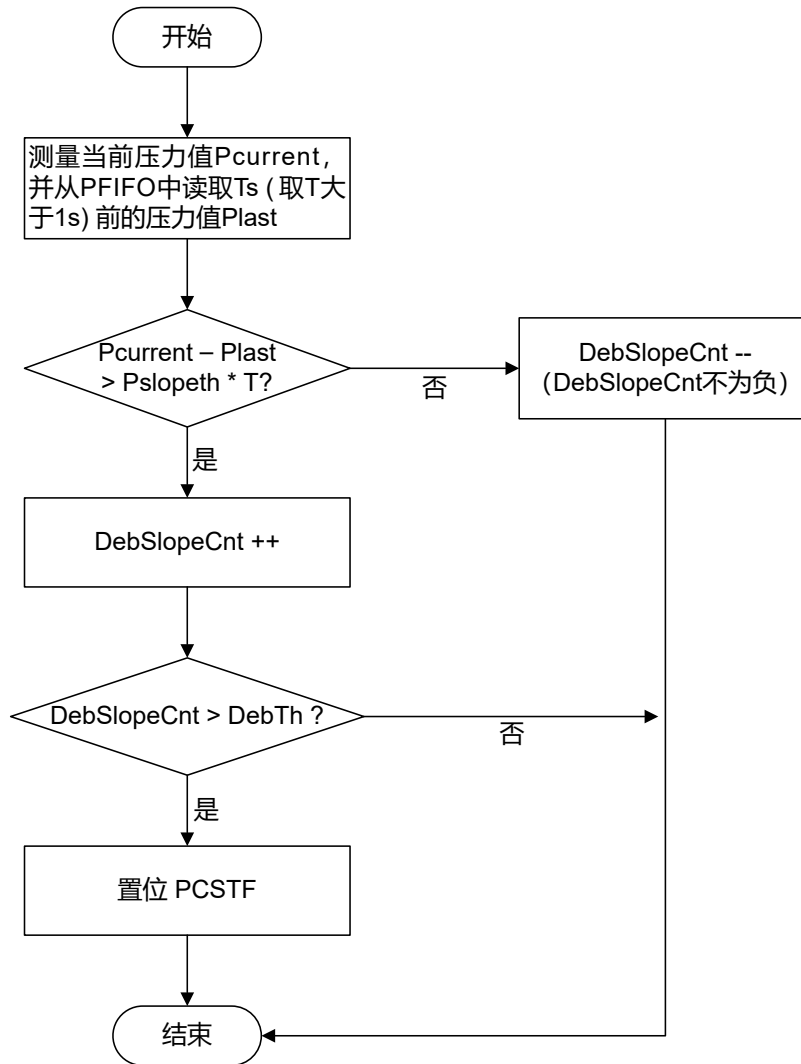 开始
测量当前压力值Pcurrent，
并从PFIFO中读取Ts ( 取T大
于1s) 前的压力值Plast
Pcurrent – Plast
> Pslopeth * T?
否
DebSlopeCnt --
（DebSlopeCnt不为负）
是
DebSlopeCnt ++
DebSlopeCnt > DebTh ?
否
是
置位 PCSTF
结束